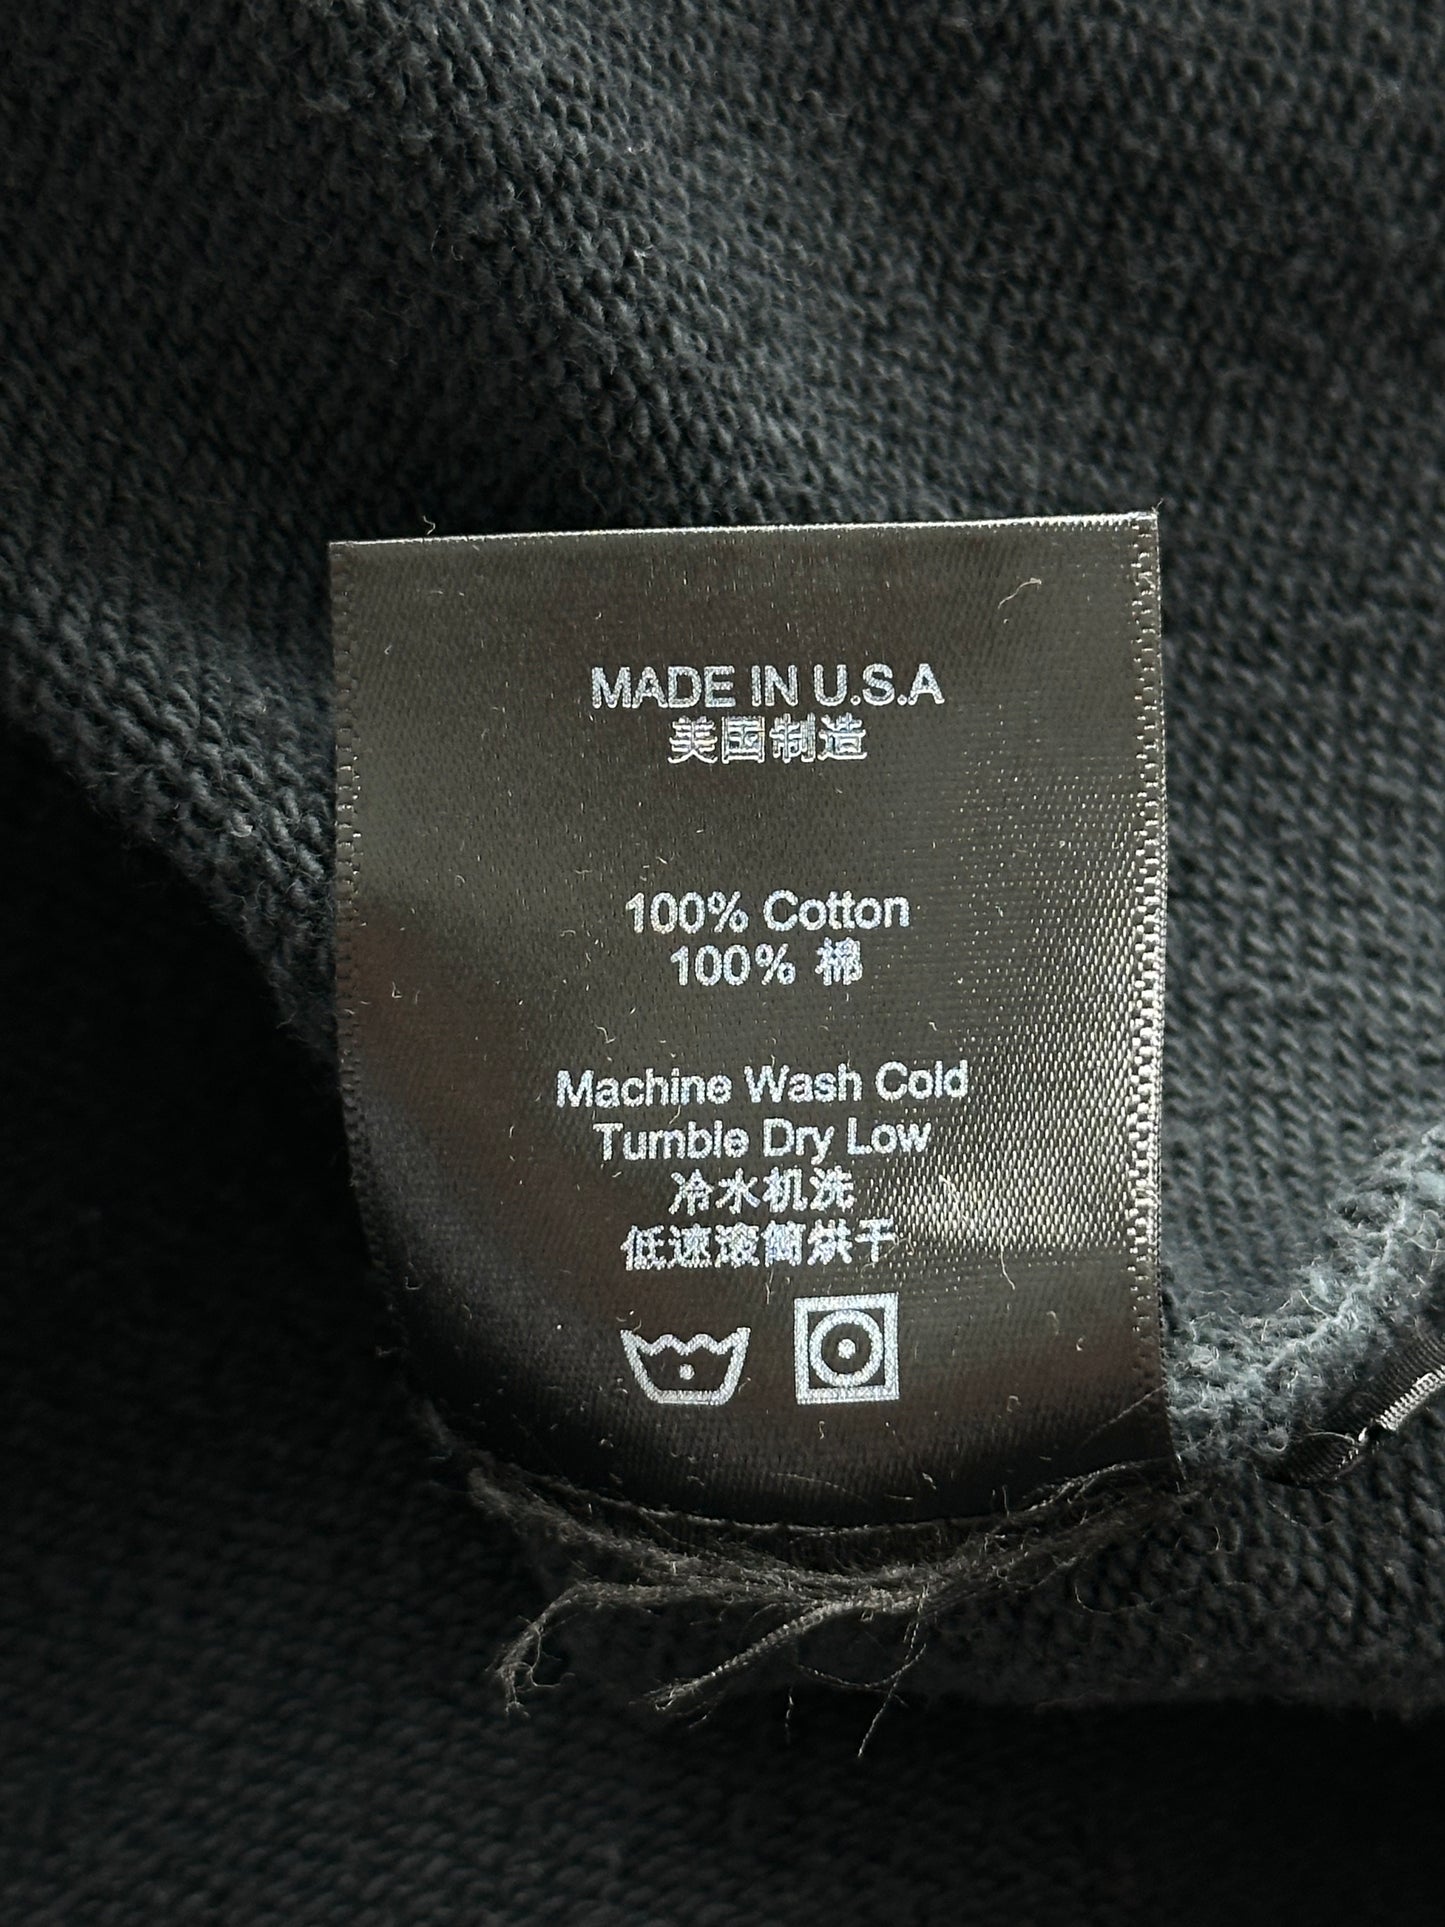 MADE IN U.S.A
美国制造
100% Cotton
100% 棉
Machine Wash Cold
Tumble Dry Low
冷水机洗
低速滚筒烘干